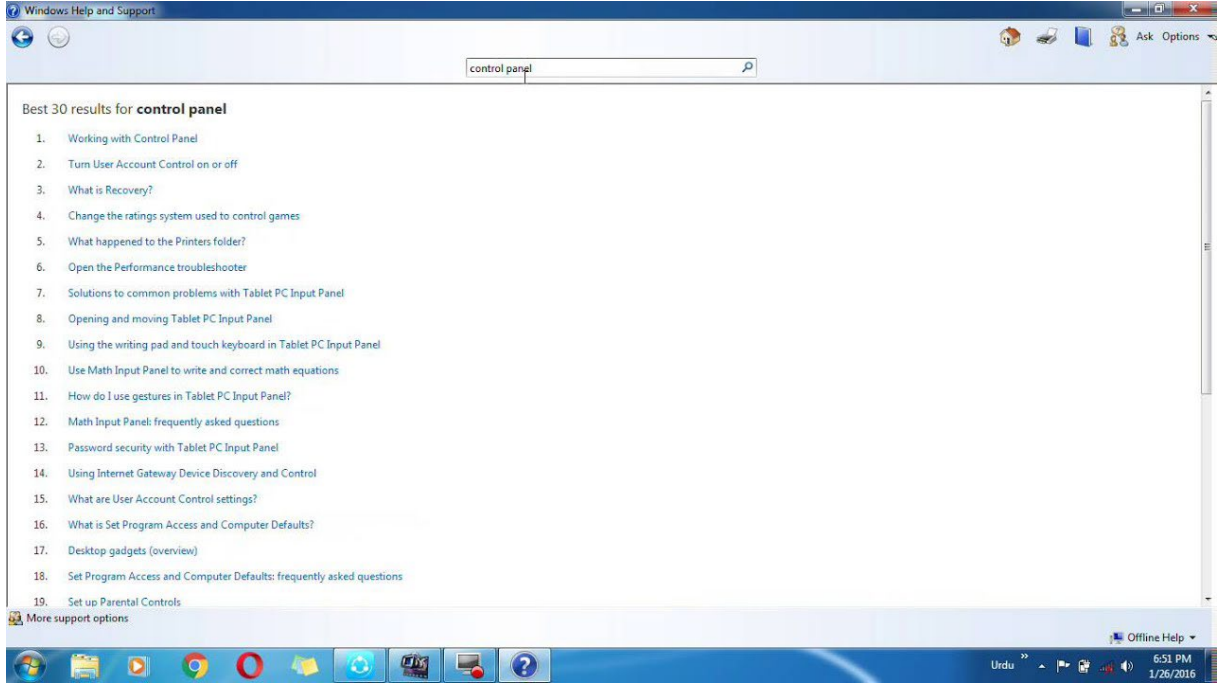 Windows Help and Support
Ask Options
control panel
Best 30 results for control panel
1. Working with Control Panel
2. Turn User Account Control on or off
3. What is Recovery?
4. Change the ratings system used to control games
5. What happened to the Printers folder?
6. Open the Performance troubleshooter
7. Solutions to common problems with Tablet PC Input Panel
8. Opening and moving Tablet PC Input Panel
9. Using the writing pad and touch keyboard in Tablet PC Input Panel
10. Use Math Input Panel to write and correct math equations
11. How do I use gestures in Tablet PC Input Panel?
12. Math Input Panel: frequently asked questions
13. Password security with Tablet PC Input Panel
14. Using Internet Gateway Device Discovery and Control
15. What are User Account Control settings?
16. What is Set Program Access and Computer Defaults?
17. Desktop gadgets (overview)
18. Set Program Access and Computer Defaults: frequently asked questions
19. Set up Parental Controls
More support options
Offline Help
Urdu
6:51 PM
1/26/2016